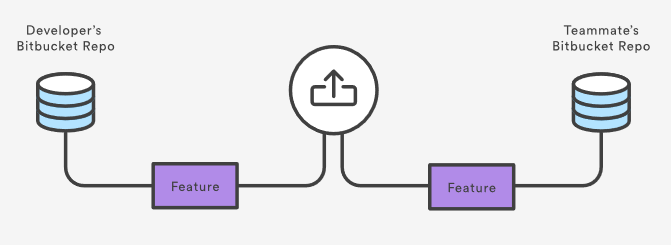 Developer's
Bitbucket Repo
Teammate's
Bitbucket Repo
Feature
Feature